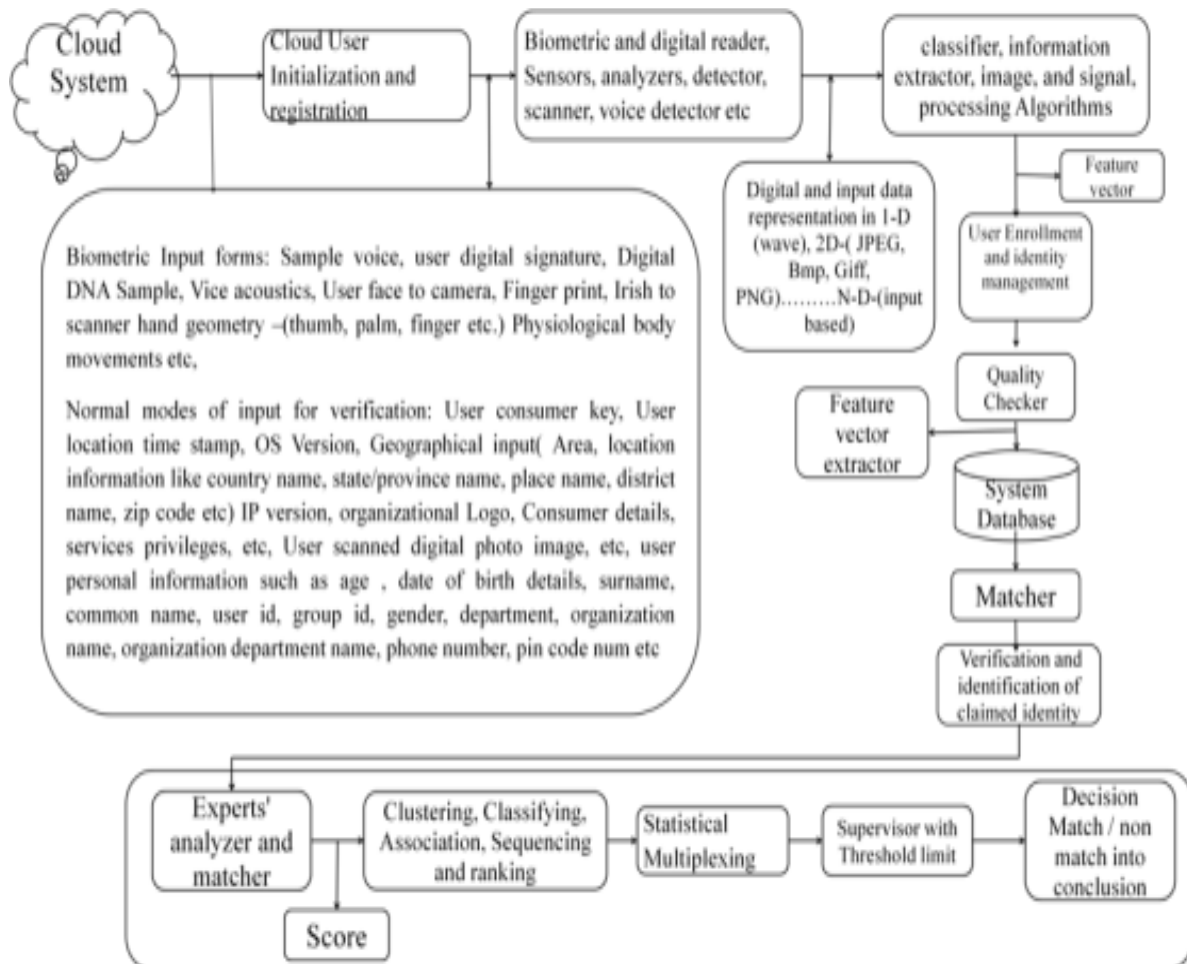 Cloud
System
Cloud User
Initialization and
registration
Biometric and digital reader,
Sensors, analyzers, detector,
scanner, voice detector etc
classifier, information
extractor, image, and signal,
processing Algorithms
Feature
vector
Digital and input data
representation in 1-D
(wave), 2D-( JPEG,
Bmp, Giff,
PNG)………N-D-(input
based)
User Enrollment
and identity
management
Biometric Input forms: Sample voice, user digital signature, Digital
DNA Sample, Vice acoustics, User face to camera, Finger print, Irish to
scanner hand geometry –(thumb, palm, finger etc.) Physiological body
movements etc,
Normal modes of input for verification: User consumer key, User
location time stamp, OS Version, Geographical input( Area, location
information like country name, state/province name, place name, district
name, zip code etc) IP version, organizational Logo, Consumer details,
services privileges, etc, User scanned digital photo image, etc, user
personal information such as age , date of birth details, surname,
common name, user id, group id, gender, department, organization
name, organization department name, phone number, pin code num etc
Quality
Checker
Feature
vector
extractor
System
Database
Matcher
Verification and
identification of
claimed identity
Experts'
analyzer and
matcher
Clustering, Classifying,
Association, Sequencing
and ranking
Statistical
Multiplexing
Supervisor with
Threshold limit
Decision
Match / non
match into
conclusion
Score